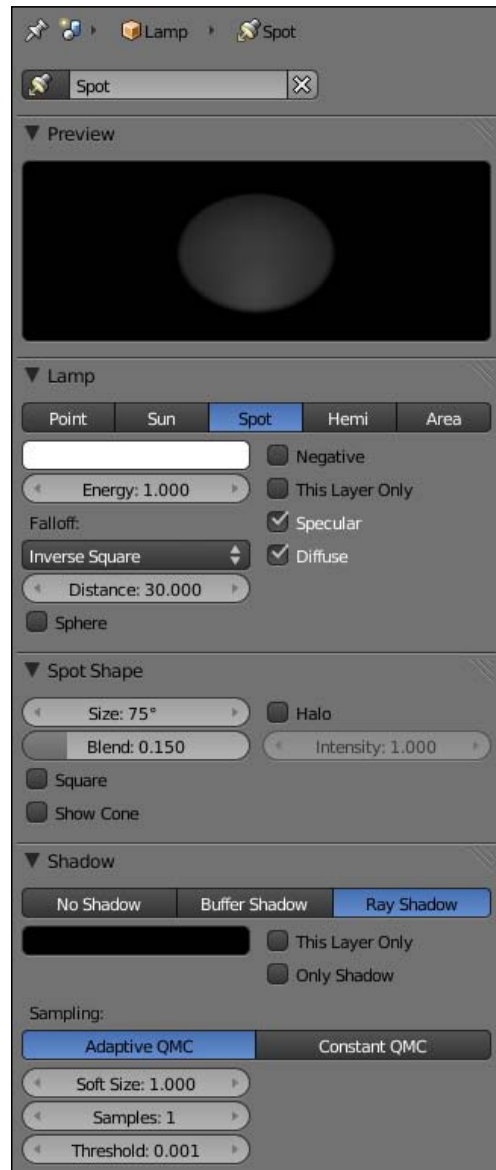 Lamp Spot
Spot
Preview
Lamp
Point Sun Spot Hemi Area
Negative
Energy: 1.000 This Layer Only
Falloff: Specular
Inverse Square Diffuse
Distance: 30.000
Sphere
Spot Shape
Size: 75° Halo
Blend: 0.150 Intensity: 1.000
Square
Show Cone
Shadow
No Shadow Buffer Shadow Ray Shadow
This Layer Only
Only Shadow
Sampling:
Adaptive QMC Constant QMC
Soft Size: 1.000
Samples: 1
Threshold: 0.001